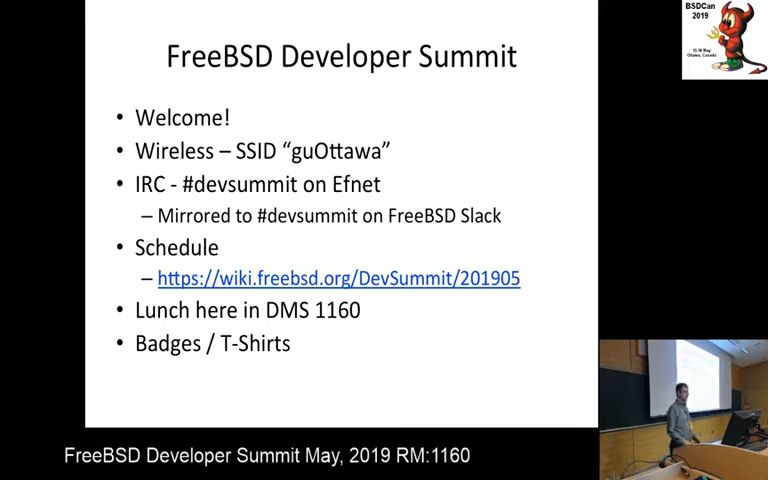 FreeBSD Developer Summit
• Welcome!
• Wireless – SSID “guOttawa”
• IRC - #devsummit on Efnet
– Mirrored to #devsummit on FreeBSD Slack
• Schedule
– https://wiki.freebsd.org/DevSummit/201905
• Lunch here in DMS 1160
• Badges / T-Shirts
BSDCan
2019
15-18 May
Ottawa, Canada
FreeBSD Developer Summit May, 2019 RM:1160